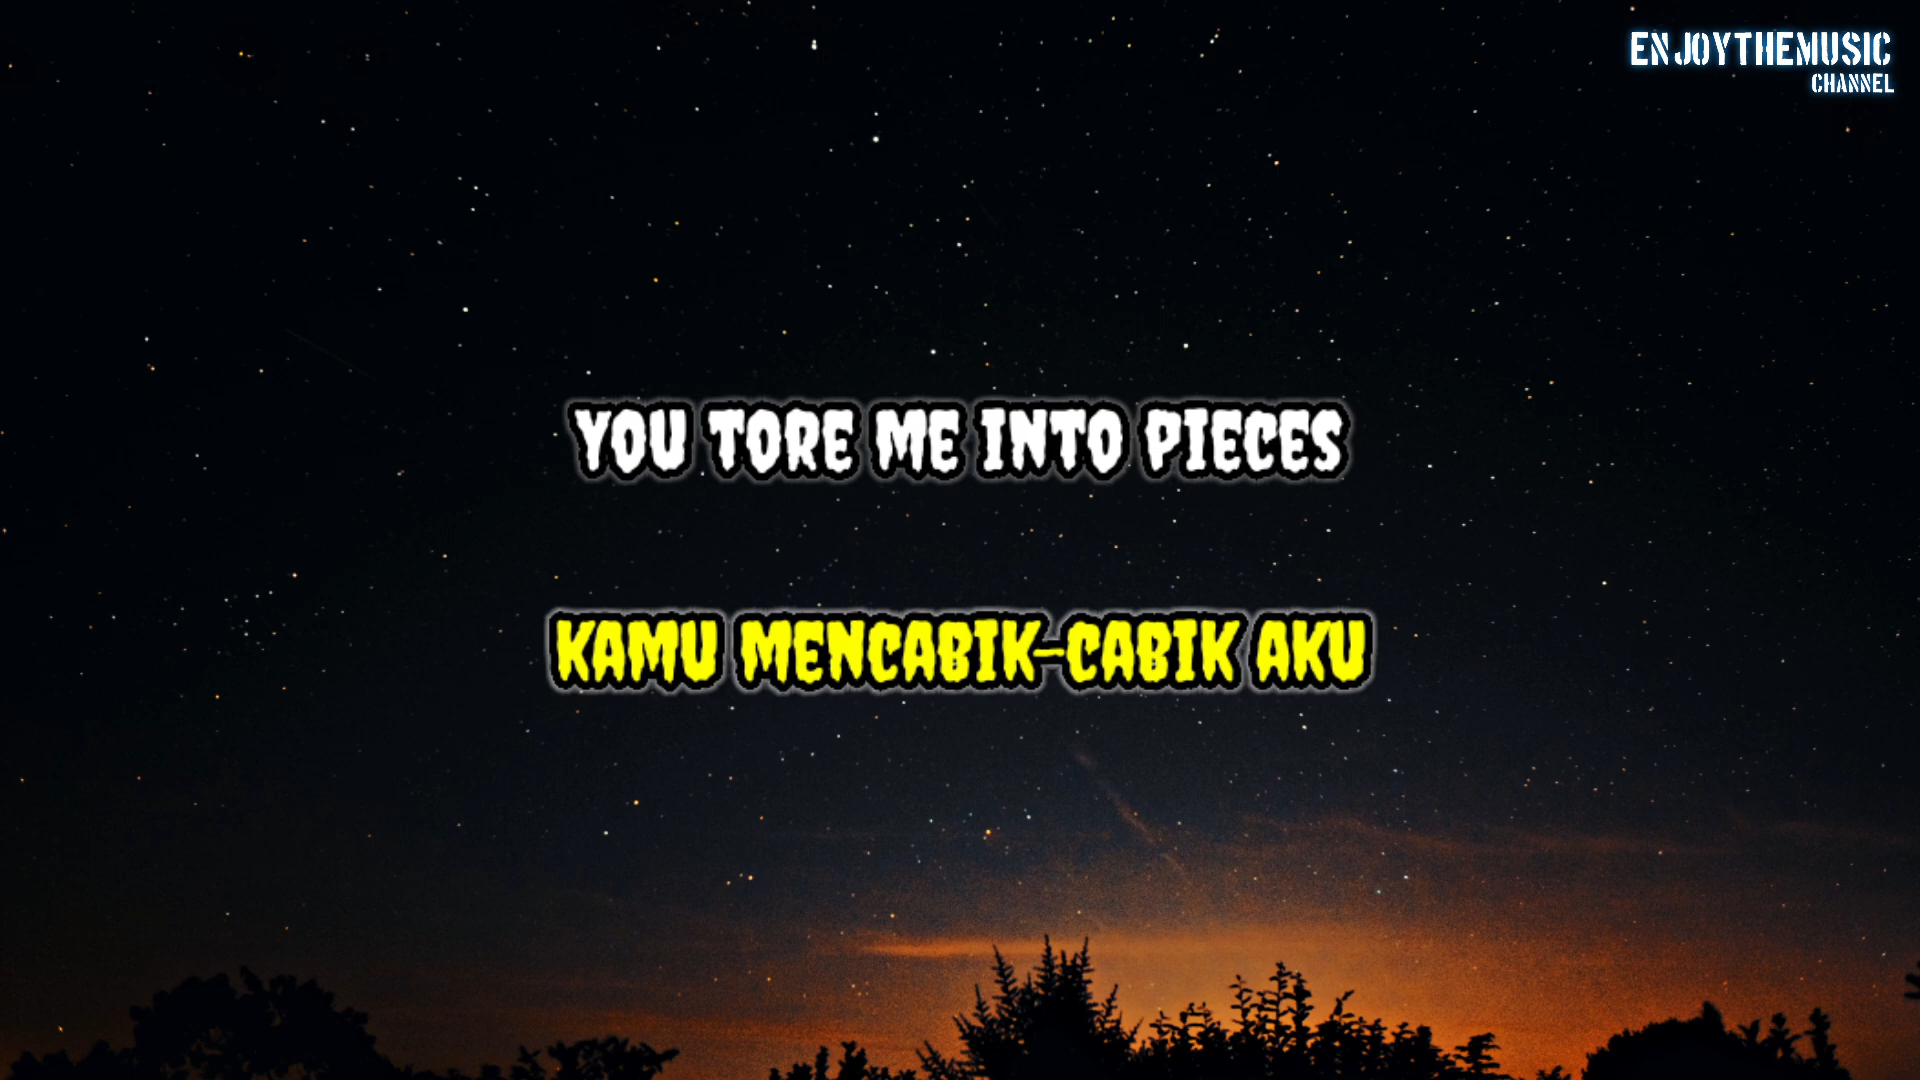 ENJOYTHEMUSIC
CHANNEL
YOU TORE ME INTO PIECES
KAMU MENCABIK-CABIK AKU